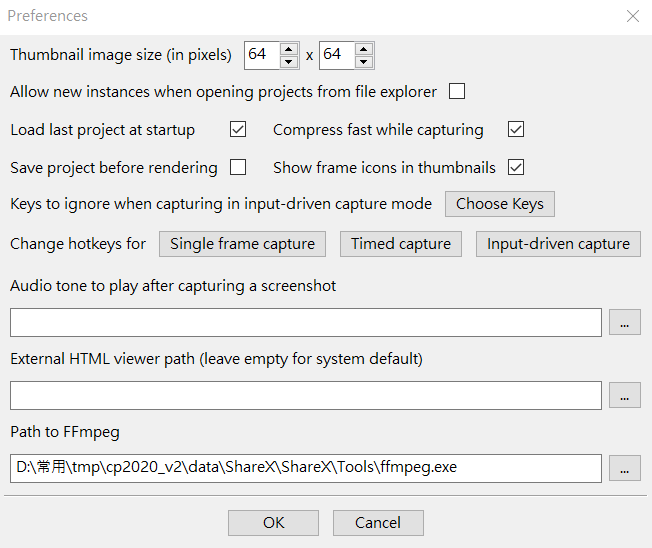 Preferences
Thumbnail image size (in pixels) 64 x 64
Allow new instances when opening projects from file explorer
Load last project at startup Compress fast while capturing
Save project before rendering Show frame icons in thumbnails
Keys to ignore when capturing in input-driven capture mode Choose Keys
Change hotkeys for Single frame capture Timed capture Input-driven capture
Audio tone to play after capturing a screenshot
...
External HTML viewer path (leave empty for system default)
...
Path to FFmpeg
D:\常用\tmp\cp2020_v2\data\ShareX\ShareX\Tools\ffmpeg.exe ...
OK Cancel